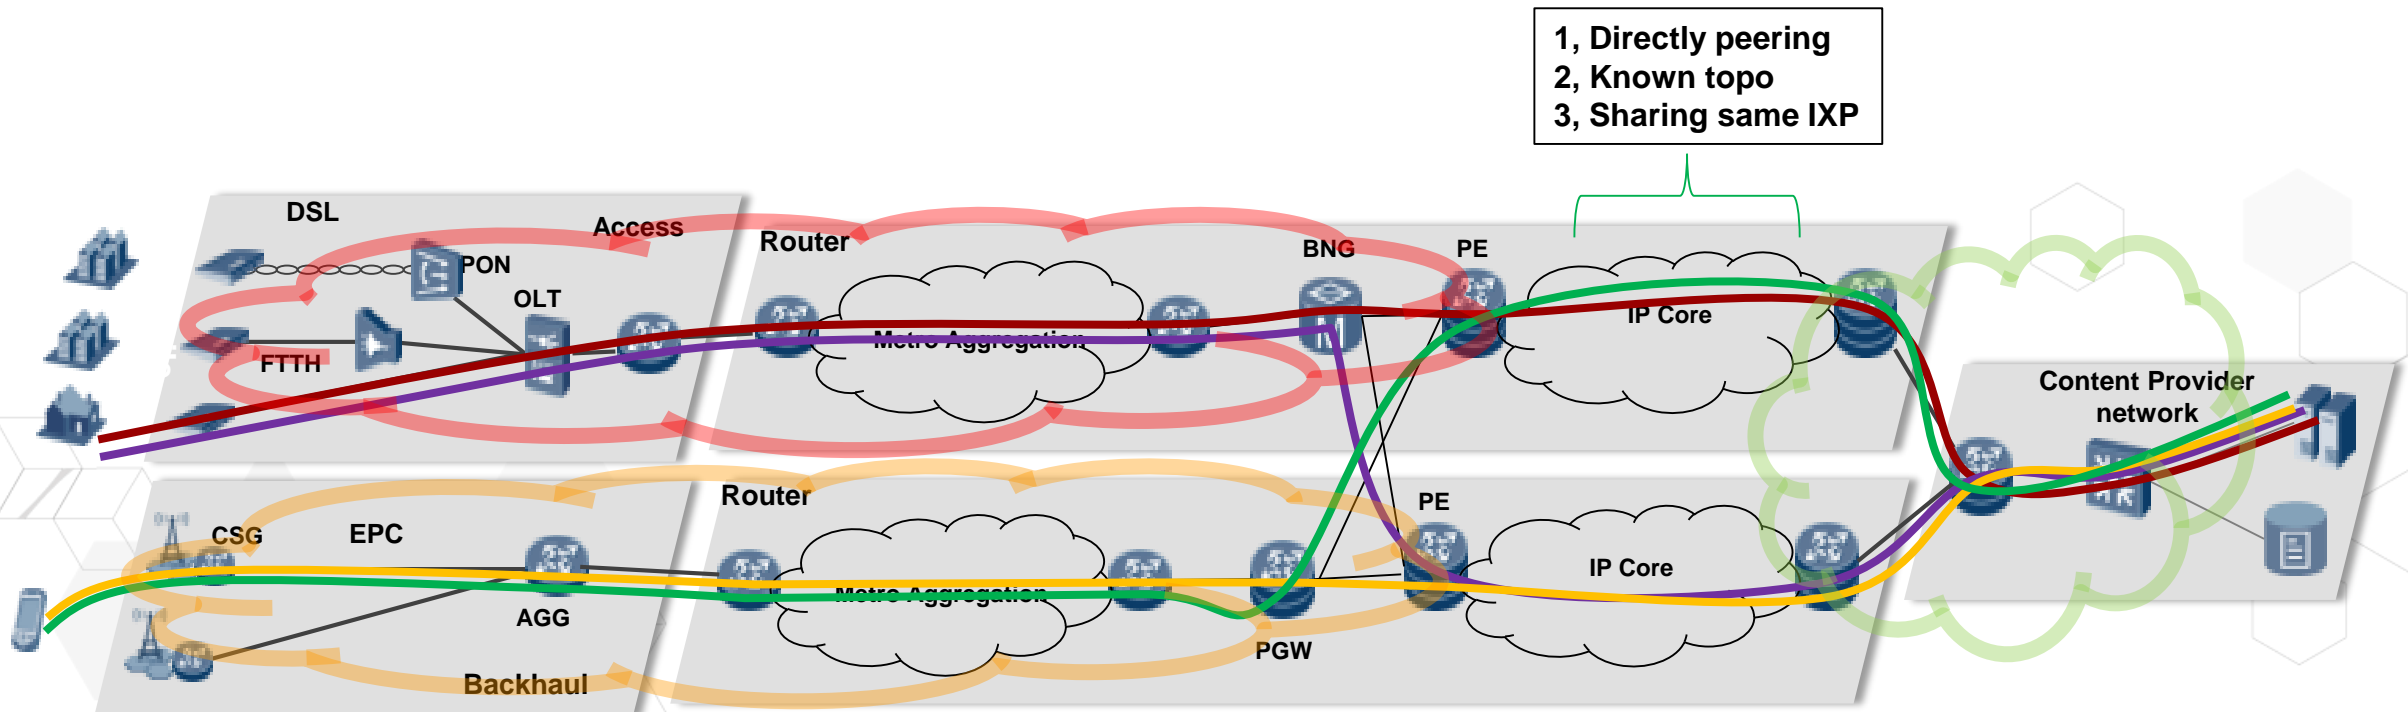 1, Directly peering
2, Known topo
3, Sharing same IXP
DSL
Access
Router
BNG
PE
PON
OLT
FTTH
Metro Aggregation
IP Core
Content Provider
network
CSG
EPC
Router
PE
AGG
Metro Aggregation
IP Core
PGW
Backhaul